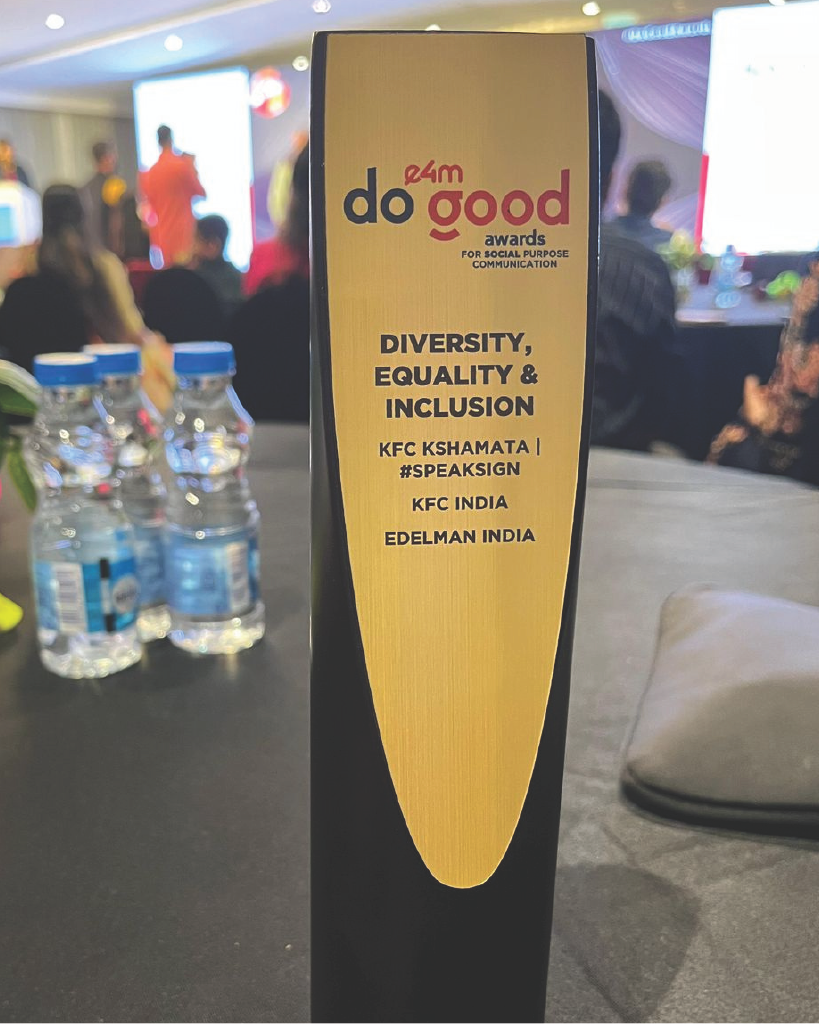 e4m
do good
awards
FOR SOCIAL PURPOSE
COMMUNICATION
DIVERSITY,
EQUALITY &
INCLUSION
KFC KSHAMATA |
#SPEAKSIGN
KFC INDIA
EDELMAN INDIA